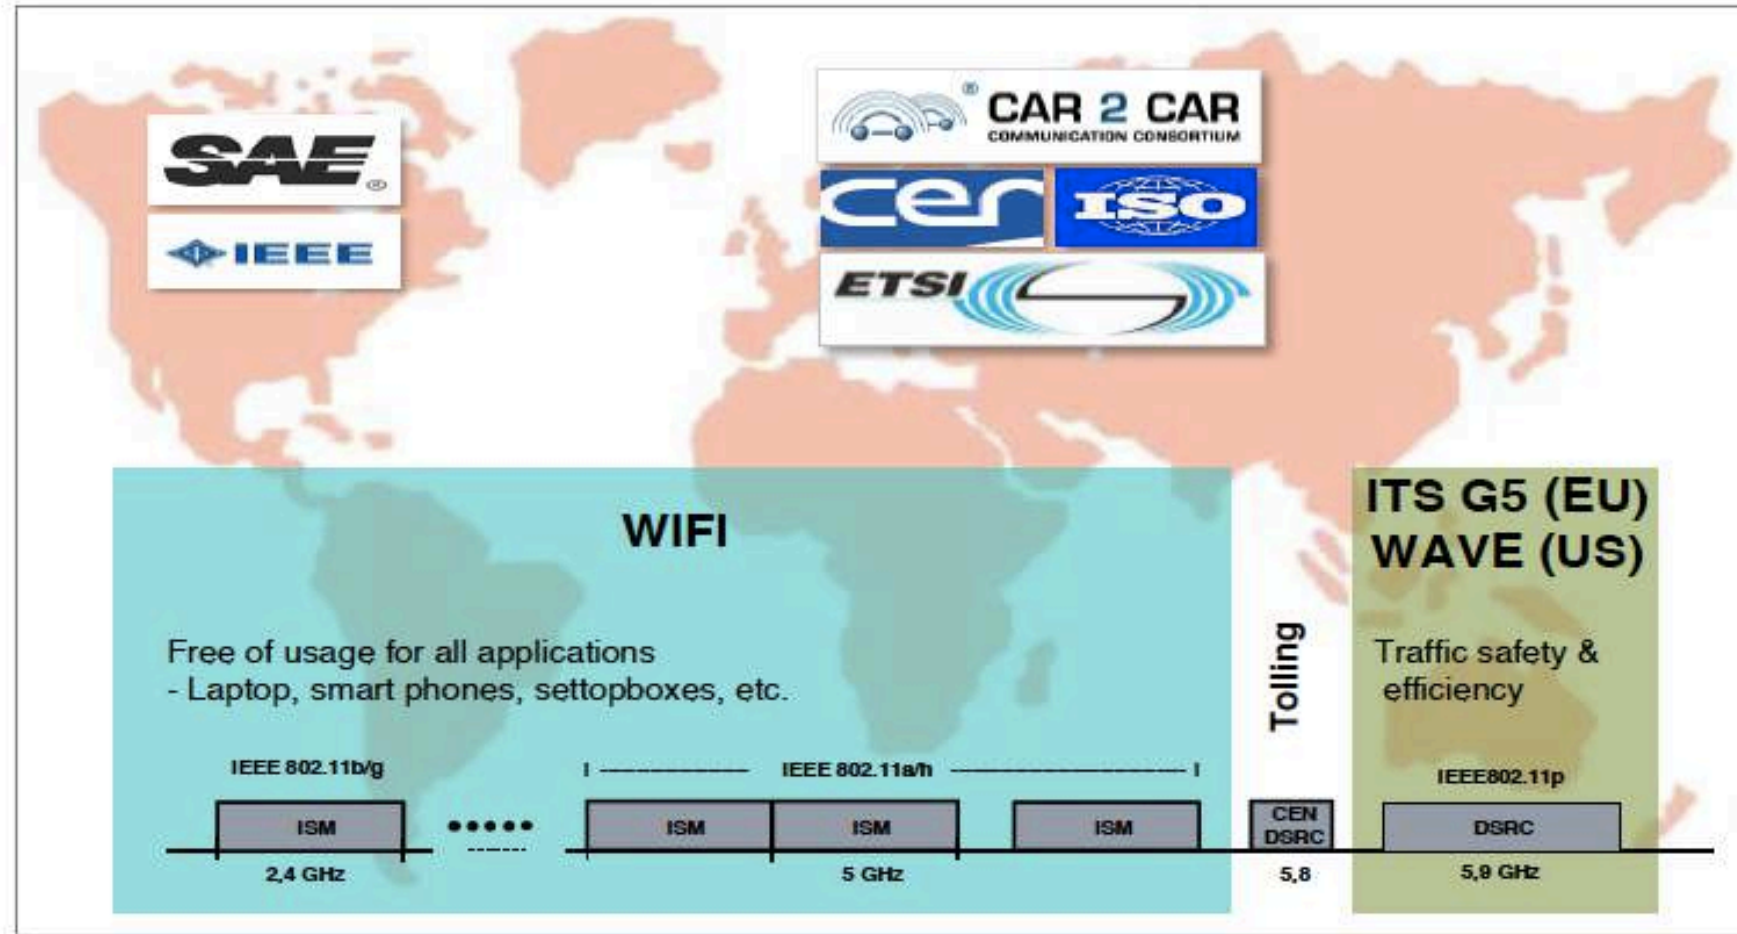 SAE®
IEEE
CAR 2 CAR
COMMUNICATION CONSORTIUM
cen
ISO
ETSI
WIFI
ITS G5 (EU)
WAVE (US)
Free of usage for all applications
- Laptop, smart phones, settopboxes, etc.
Tolling
Traffic safety &
efficiency
IEEE 802.11b/g
IEEE 802.11a/h
IEEE802.11p
ISM
ISM
ISM
ISM
CEN
DSRC
DSRC
2,4 GHz
5 GHz
5,8
5,9 GHz